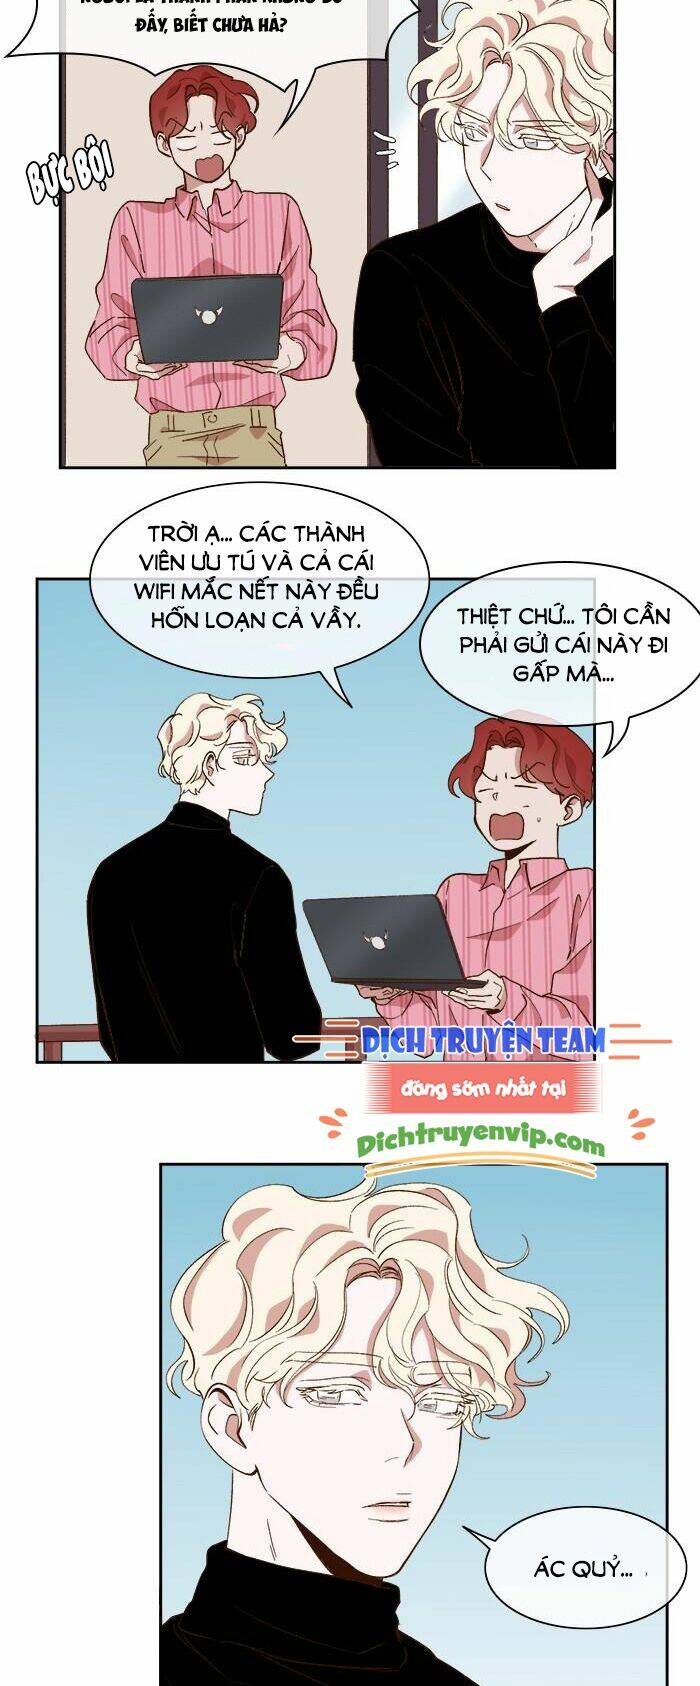 ĐẤY, BIẾT CHƯA HẢ?
BỰC BỘI
TRỜI Ạ... CÁC THÀNH
VIÊN ƯU TÚ VÀ CẢ CÁI
WIFI MẮC NẾT NÀY ĐỀU
HỖN LOẠN CẢ VẦY.
THIỆT CHỨ... TÔI CẦN
PHẢI GỬI CÁI NÀY ĐI
GẤP MÀ...
DỊCH TRUYỆN TEAM
đăng sớm nhất tại
Dichtruyenvip.com
ÁC QUỶ...